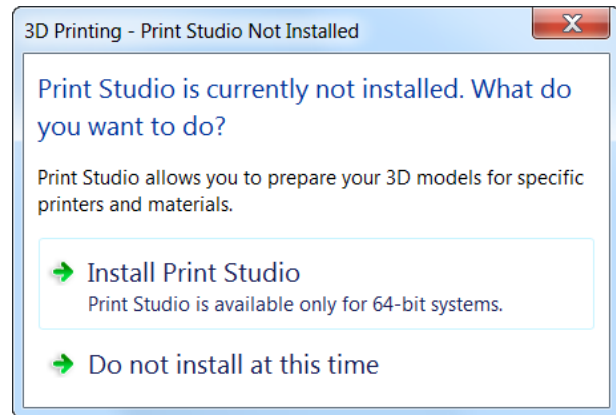 3D Printing - Print Studio Not Installed
Print Studio is currently not installed. What do
you want to do?
Print Studio allows you to prepare your 3D models for specific
printers and materials.
Install Print Studio
Print Studio is available only for 64-bit systems.
Do not install at this time